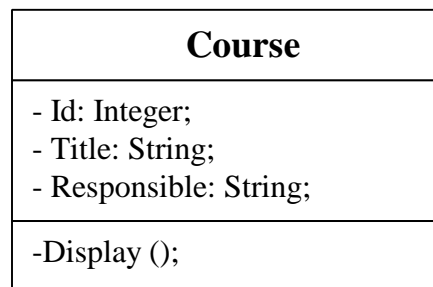 Course
- Id: Integer;
- Title: String;
- Responsible: String;
-Display ();